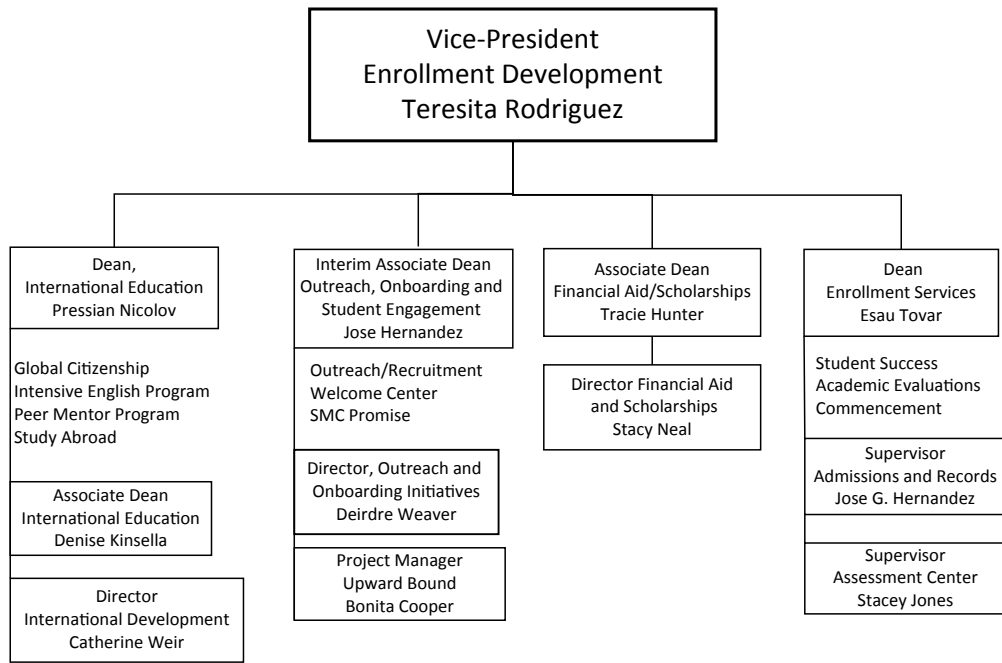 Vice-President
Enrollment Development
Teresita Rodriguez
Dean,
International Education
Pressian Nicolov
Global Citizenship
Intensive English Program
Peer Mentor Program
Study Abroad
Associate Dean
International Education
Denise Kinsella
Director
International Development
Catherine Weir
Interim Associate Dean
Outreach, Onboarding and
Student Engagement
Jose Hernandez
Outreach/Recruitment
Welcome Center
SMC Promise
Director, Outreach and
Onboarding Initiatives
Deirdre Weaver
Project Manager
Upward Bound
Bonita Cooper
Associate Dean
Financial Aid/Scholarships
Tracie Hunter
Director Financial Aid
and Scholarships
Stacy Neal
Dean
Enrollment Services
Esau Tovar
Student Success
Academic Evaluations
Commencement
Supervisor
Admissions and Records
Jose G. Hernandez
Supervisor
Assessment Center
Stacey Jones